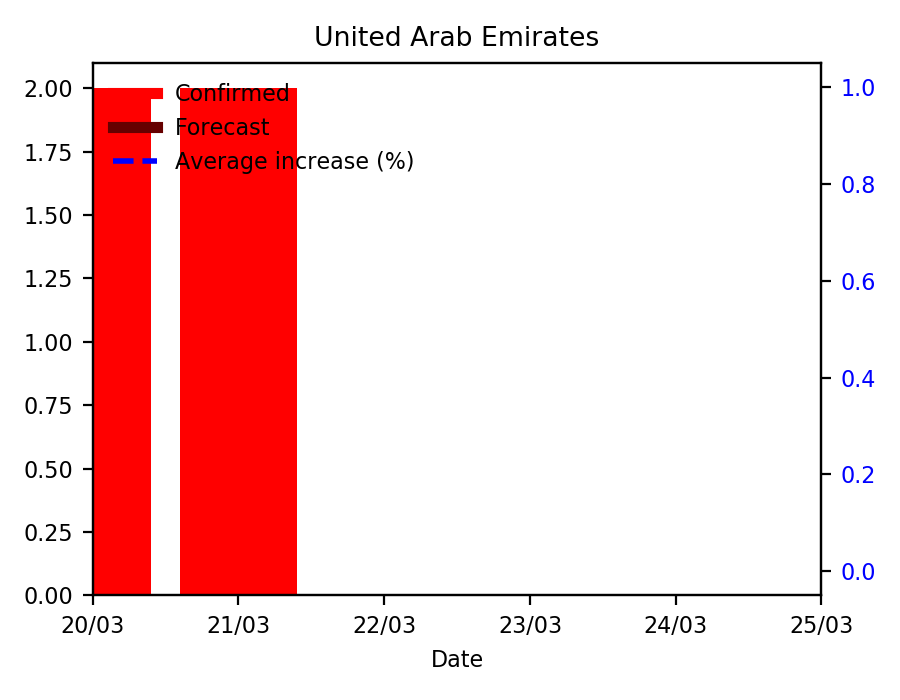 United Arab Emirates
2.00
1.75
1.50
1.25
1.00
0.75
0.50
0.25
0.00
Confirmed
Forecast
Average increase (%)
1.0
0.8
0.6
0.4
0.2
0.0
20/03 21/03 22/03 23/03 24/03 25/03
Date